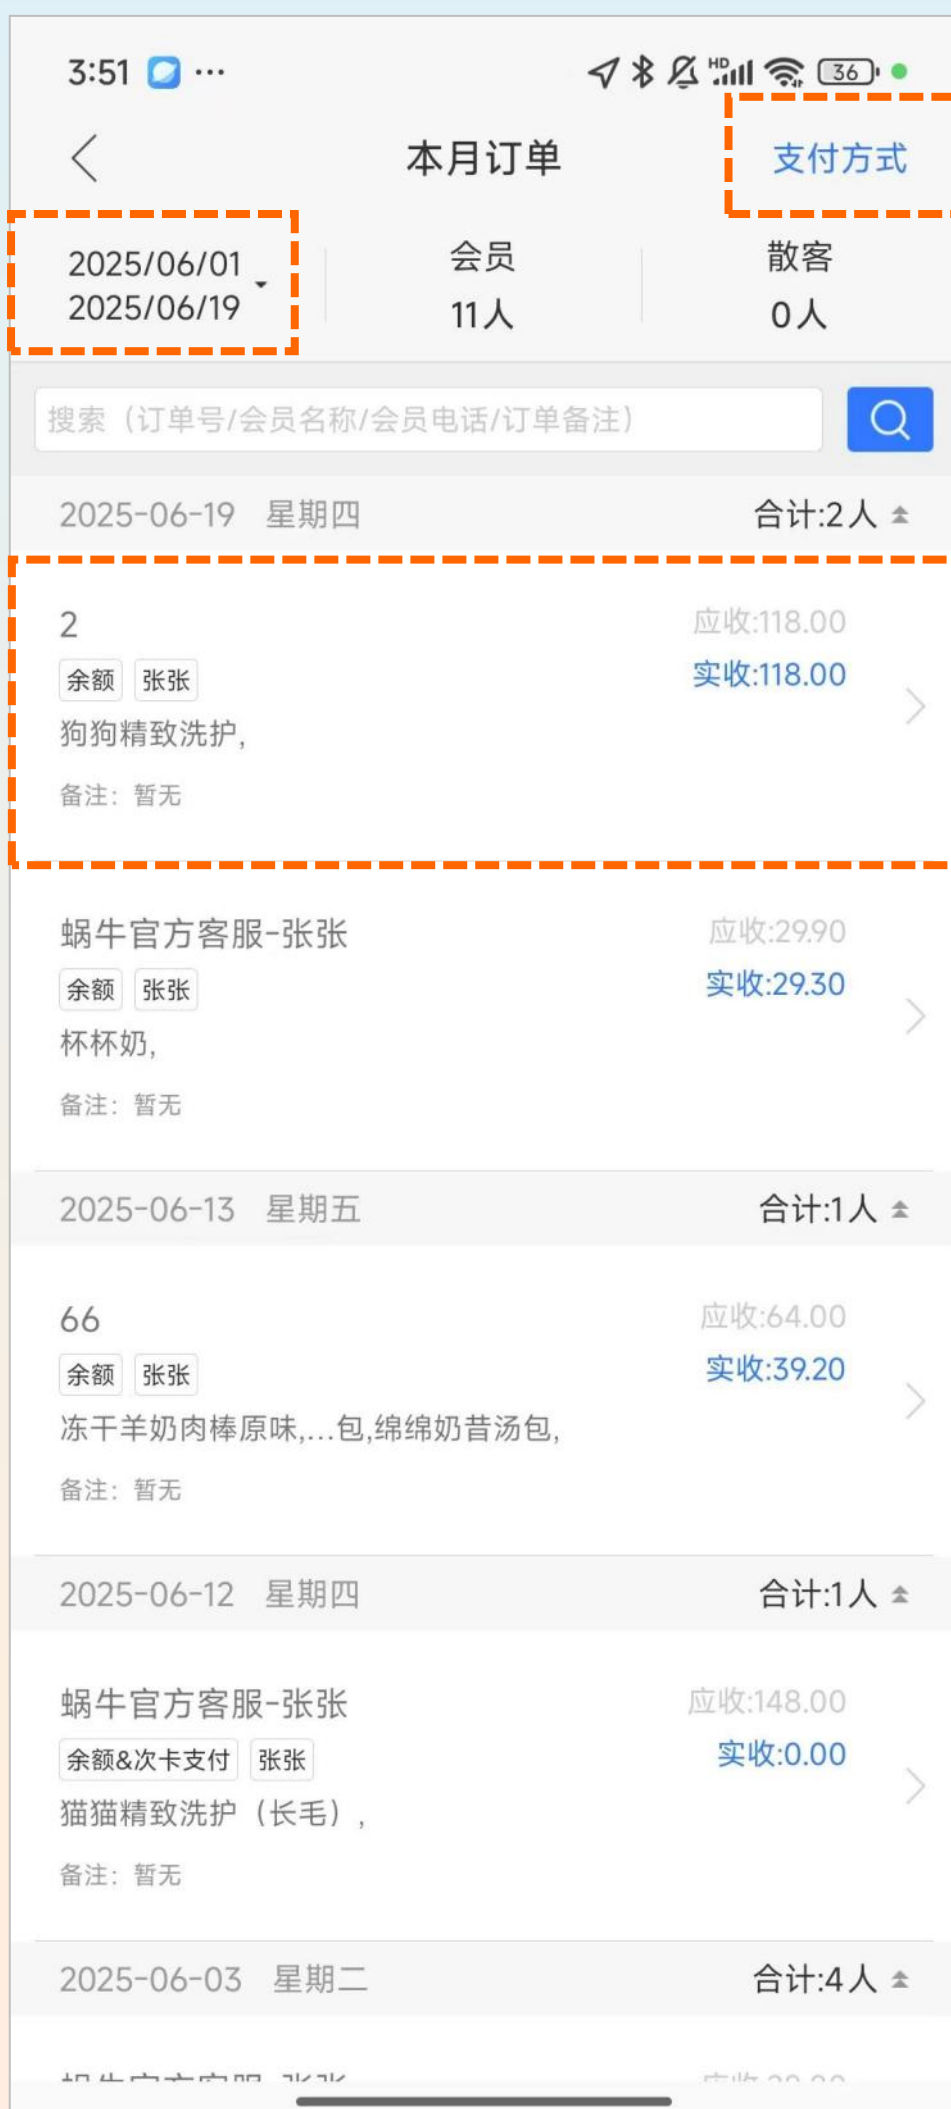 3:51 ...
HD 36
本月订单
支付方式
2025/06/01
2025/06/19
会员
11人
散客
0人
搜索（订单号/会员名称/会员电话/订单备注）
2025-06-19 星期四 合计:2人
2 应收:118.00
余额 张张 实收:118.00
狗狗精致洗护,
备注: 暂无
蜗牛官方客服-张张 应收:29.90
余额 张张 实收:29.30
杯杯奶,
备注: 暂无
2025-06-13 星期五 合计:1人
66 应收:64.00
余额 张张 实收:39.20
冻干羊奶肉棒原味,...包,绵绵奶昔汤包,
备注: 暂无
2025-06-12 星期四 合计:1人
蜗牛官方客服-张张 应收:148.00
余额&次卡支付 张张 实收:0.00
猫猫精致洗护（长毛）,
备注: 暂无
2025-06-03 星期二 合计:4人